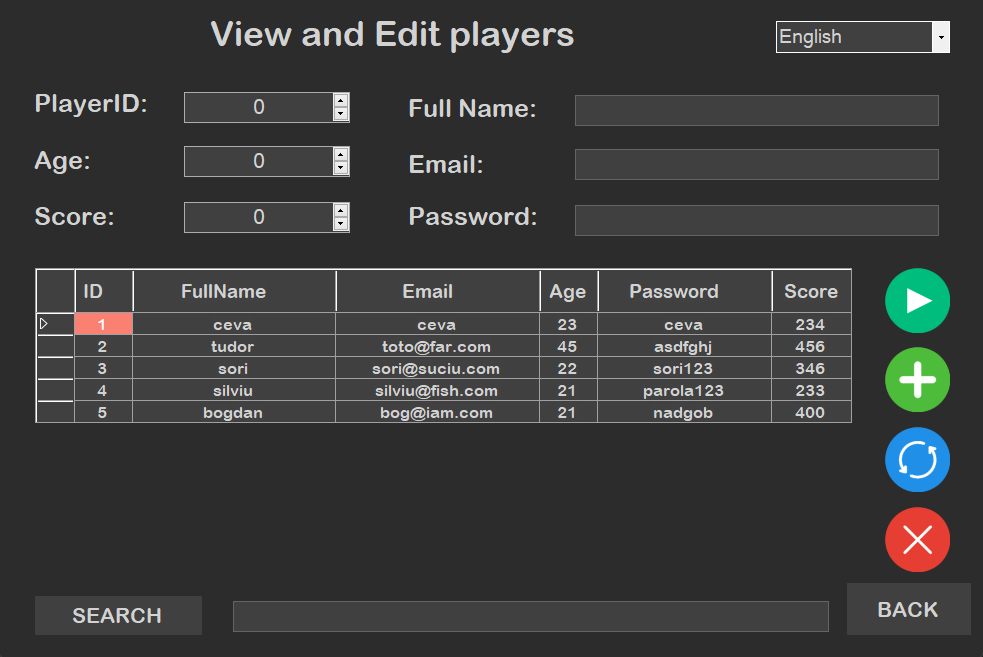 View and Edit players
English
PlayerID: 0 Full Name:
Age: 0 Email:
Score: 0 Password:
ID FullName Email Age Password Score
1 ceva ceva 23 ceva 234
2 tudor toto@far.com 45 asdfghj 456
3 sori sori@suciu.com 22 sori123 346
4 silviu silviu@fish.com 21 parola123 233
5 bogdan bog@iam.com 21 nadgob 400
SEARCH
BACK